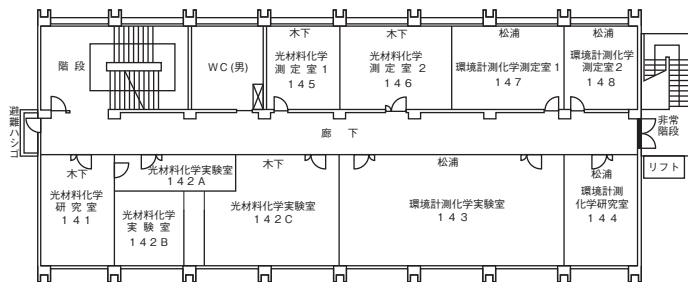 階段
WC(男)
木下
光材料化学
測定室1
145
木下
光材料化学
測定室2
146
松浦
環境計測化学測定室1
147
松浦
環境計測化学
測定室2
148
避難ハシゴ
廊下
非常
階段
リフト
木下
光材料化学
研究室
141
光材料化学実験室
142A
光材料化学
実験室
142B
木下
光材料化学実験室
142C
松浦
環境計測化学実験室
143
松浦
環境計測
化学研究室
144